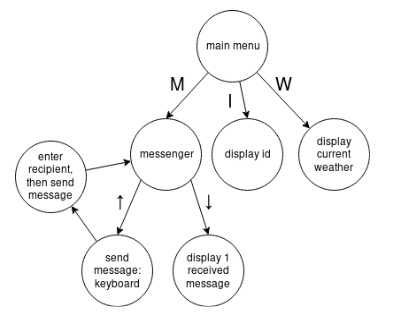 main menu
M
I
W
enter
recipient,
then send
message
messenger
display id
display
current
weather
↑
↓
send
message:
keyboard
display 1
received
message